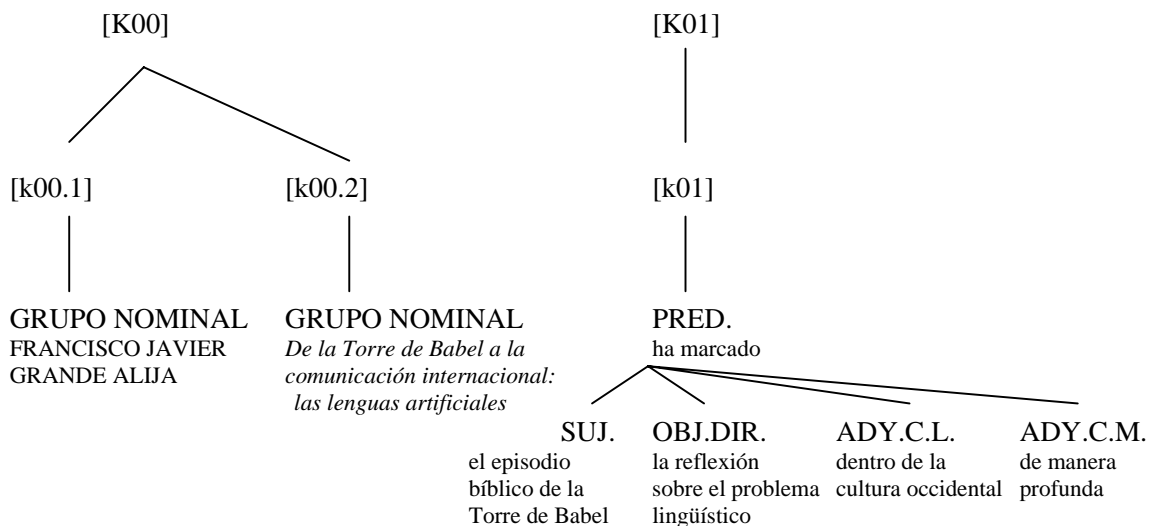 [K00] [K01]
[k00.1] [k00.2] [k01]
GRUPO NOMINAL
FRANCISCO JAVIER
GRANDE ALIJA
GRUPO NOMINAL
De la Torre de Babel a la
comunicación internacional:
las lenguas artificiales
PRED.
ha marcado
SUJ.
el episodio
bíblico de la
Torre de Babel
OBJ.DIR.
la reflexión
sobre el problema
lingüístico
ADY.C.L.
dentro de la
cultura occidental
ADY.C.M.
de manera
profunda